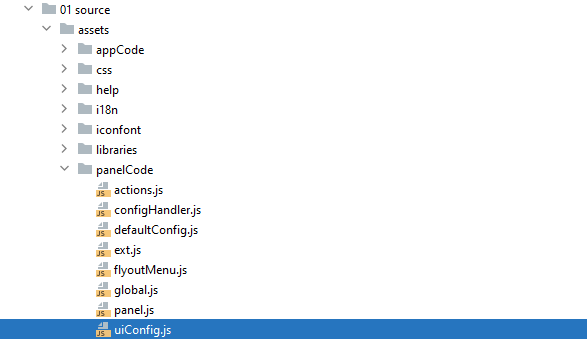 01 source
assets
appCode
css
help
i18n
iconfont
libraries
panelCode
JS actions.js
JS configHandler.js
JS defaultConfig.js
JS ext.js
JS flyoutMenu.js
JS global.js
JS panel.js
JS uiConfig.js